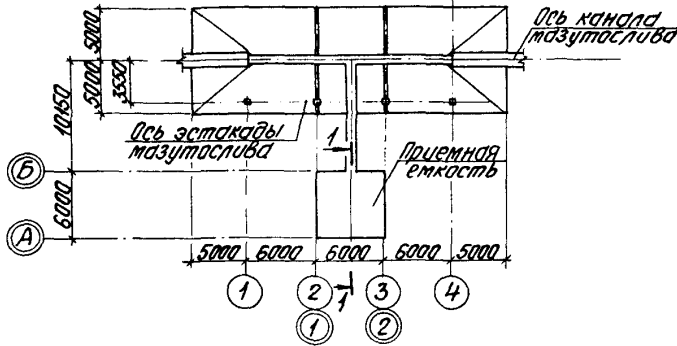 Ось канала
мазутослива
5000
5000
3550
10150
6000
Ось эстакады
мазутослива
1
Приемная
емкость
Б
А
5000 6000 6000 6000 5000
1 2 1 3 4
1 2